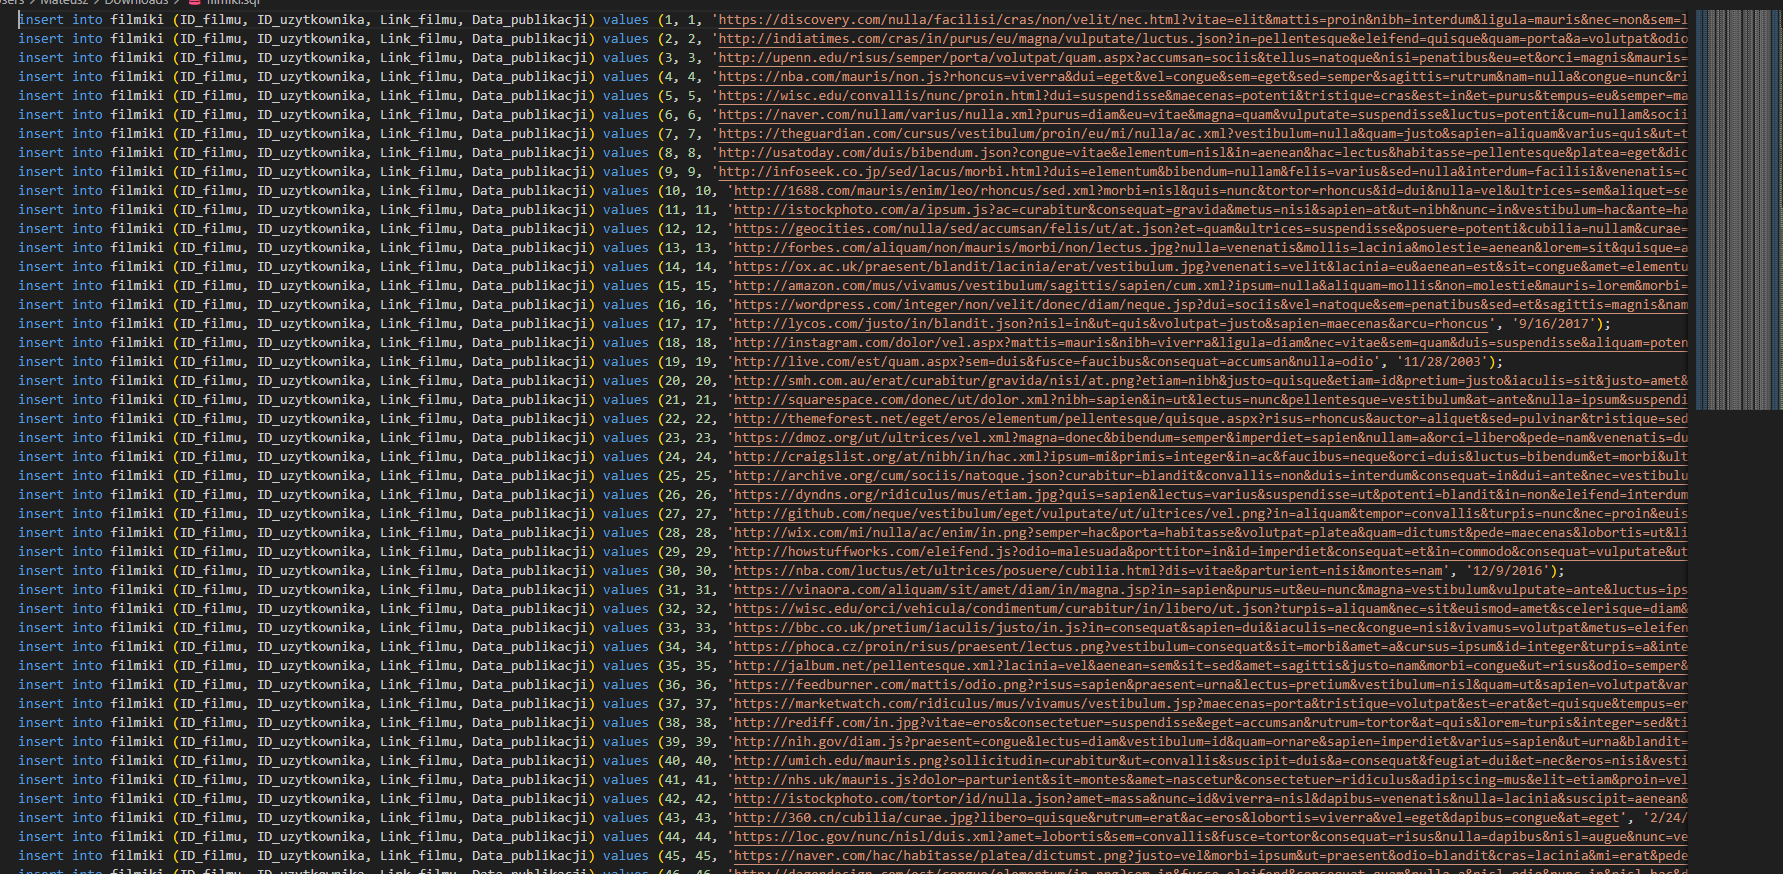 Mateusz > Downloads > filmiki.sql
insert into filmiki (ID_filmu, ID_uzytkownika, Link_filmu, Data_publikacji) values (1, 1, 'https://discovery.com/nulla/facilisi/cras/non/velit/nec.html?vitae=elit&mattis=proin&nibh=interdum&ligula=mauris&nec=non&sem=l
insert into filmiki (ID_filmu, ID_uzytkownika, Link_filmu, Data_publikacji) values (2, 2, 'http://indiatimes.com/cras/in/purus/eu/magna/vulputate/luctus.json?in=pellentesque&eleifend=quisque&quam=porta&a=volutpat&odio
insert into filmiki (ID_filmu, ID_uzytkownika, Link_filmu, Data_publikacji) values (3, 3, 'http://upenn.edu/risus/semper/porta/volutpat/quam.aspx?accumsan=sociis&tellus=natoque&nisi=penatibus&eu=et&orci=magnis&mauris=
insert into filmiki (ID_filmu, ID_uzytkownika, Link_filmu, Data_publikacji) values (4, 4, 'https://nba.com/mauris/non.js?rhoncus=viverra&dui=eget&vel=congue&sem=eget&sed=semper&sagittis=rutrum&nam=nulla&congue=nunc&ri
insert into filmiki (ID_filmu, ID_uzytkownika, Link_filmu, Data_publikacji) values (5, 5, 'https://wisc.edu/convallis/nunc/proin.html?dui=suspendisse&maecenas=potenti&tristique=cras&est=in&et=purus&tempus=eu&semper=ma
insert into filmiki (ID_filmu, ID_uzytkownika, Link_filmu, Data_publikacji) values (6, 6, 'https://naver.com/nullam/varius/nulla.xml?purus=diam&eu=vitae&magna=quam&vulputate=suspendisse&luctus=potenti&cum=nullam&socii
insert into filmiki (ID_filmu, ID_uzytkownika, Link_filmu, Data_publikacji) values (7, 7, 'https://theguardian.com/cursus/vestibulum/proin/eu/mi/nulla/ac.xml?vestibulum=nulla&quam=justo&sapien=aliquam&varius=quis&ut=t
insert into filmiki (ID_filmu, ID_uzytkownika, Link_filmu, Data_publikacji) values (8, 8, 'http://usatoday.com/duis/bibendum.json?congue=vitae&elementum=nisl&in=aenean&hac=lectus&habitasse=pellentesque&platea=eget&dic
insert into filmiki (ID_filmu, ID_uzytkownika, Link_filmu, Data_publikacji) values (9, 9, 'http://infoseek.co.jp/sed/lacus/morbi.html?duis=elementum&bibendum=nullam&felis=varius&sed=nulla&interdum=facilisi&venenatis=c
insert into filmiki (ID_filmu, ID_uzytkownika, Link_filmu, Data_publikacji) values (10, 10, 'http://1688.com/mauris/enim/leo/rhoncus/sed.xml?morbi=nisl&quis=nunc&tortor=rhoncus&id=dui&nulla=vel&ultrices=sem&aliquet=se
insert into filmiki (ID_filmu, ID_uzytkownika, Link_filmu, Data_publikacji) values (11, 11, 'http://istockphoto.com/a/ipsum.js?ac=curabitur&consequat=gravida&metus=nisi&sapien=at&ut=nibh&nunc=in&vestibulum=hac&ante=ha
insert into filmiki (ID_filmu, ID_uzytkownika, Link_filmu, Data_publikacji) values (12, 12, 'https://geocities.com/nulla/sed/accumsan/felis/ut/at.json?et=quam&ultrices=suspendisse&posuere=potenti&cubilia=nullam&curae=
insert into filmiki (ID_filmu, ID_uzytkownika, Link_filmu, Data_publikacji) values (13, 13, 'http://forbes.com/aliquam/non/mauris/morbi/non/lectus.jpg?nulla=venenatis&mollis=lacinia&molestie=aenean&lorem=sit&quisque=a
insert into filmiki (ID_filmu, ID_uzytkownika, Link_filmu, Data_publikacji) values (14, 14, 'https://ox.ac.uk/praesent/blandit/lacinia/erat/vestibulum.jpg?venenatis=velit&lacinia=eu&aenean=est&sit=congue&amet=elementu
insert into filmiki (ID_filmu, ID_uzytkownika, Link_filmu, Data_publikacji) values (15, 15, 'http://amazon.com/mus/vivamus/vestibulum/sagittis/sapien/cum.xml?ipsum=nulla&aliquam=mollis&non=molestie&mauris=lorem&morbi=
insert into filmiki (ID_filmu, ID_uzytkownika, Link_filmu, Data_publikacji) values (16, 16, 'https://wordpress.com/integer/non/velit/donec/diam/neque.jsp?dui=sociis&vel=natoque&sem=penatibus&sed=et&sagittis=magnis&nam
insert into filmiki (ID_filmu, ID_uzytkownika, Link_filmu, Data_publikacji) values (17, 17, 'http://lycos.com/justo/in/blandit.json?nisl=in&ut=quis&volutpat=justo&sapien=maecenas&arcu=rhoncus', '9/16/2017');
insert into filmiki (ID_filmu, ID_uzytkownika, Link_filmu, Data_publikacji) values (18, 18, 'http://instagram.com/dolor/vel.aspx?mattis=mauris&nibh=viverra&ligula=diam&nec=vitae&sem=quam&duis=suspendisse&aliquam=poten
insert into filmiki (ID_filmu, ID_uzytkownika, Link_filmu, Data_publikacji) values (19, 19, 'http://live.com/est/quam.aspx?sem=duis&fusce=faucibus&consequat=accumsan&nulla=odio', '11/28/2003');
insert into filmiki (ID_filmu, ID_uzytkownika, Link_filmu, Data_publikacji) values (20, 20, 'http://smh.com.au/erat/curabitur/gravida/nisi/at.png?etiam=nibh&justo=quisque&etiam=id&pretium=justo&iaculis=sit&justo=amet&
insert into filmiki (ID_filmu, ID_uzytkownika, Link_filmu, Data_publikacji) values (21, 21, 'http://squarespace.com/donec/ut/dolor.xml?nibh=sapien&in=ut&lectus=nunc&pellentesque=vestibulum&at=ante&nulla=ipsum&suspendi
insert into filmiki (ID_filmu, ID_uzytkownika, Link_filmu, Data_publikacji) values (22, 22, 'http://themeforest.net/eget/eros/elementum/pellentesque/quisque.aspx?risus=rhoncus&auctor=aliquet&sed=pulvinar&tristique=sed
insert into filmiki (ID_filmu, ID_uzytkownika, Link_filmu, Data_publikacji) values (23, 23, 'https://dmoz.org/ut/ultrices/vel.xml?magna=donec&bibendum=semper&imperdiet=sapien&nullam=a&orci=libero&pede=nam&venenatis=du
insert into filmiki (ID_filmu, ID_uzytkownika, Link_filmu, Data_publikacji) values (24, 24, 'http://craigslist.org/at/nibh/in/hac.xml?ipsum=mi&primis=integer&in=ac&faucibus=neque&orci=duis&luctus=bibendum&et=morbi&ult
insert into filmiki (ID_filmu, ID_uzytkownika, Link_filmu, Data_publikacji) values (25, 25, 'http://archive.org/cum/sociis/natoque.json?curabitur=blandit&convallis=non&duis=interdum&consequat=in&dui=ante&nec=vestibulu
insert into filmiki (ID_filmu, ID_uzytkownika, Link_filmu, Data_publikacji) values (26, 26, 'https://dyndns.org/ridiculus/mus/etiam.jpg?quis=sapien&lectus=varius&suspendisse=ut&potenti=blandit&in=non&eleifend=interdum
insert into filmiki (ID_filmu, ID_uzytkownika, Link_filmu, Data_publikacji) values (27, 27, 'http://github.com/neque/vestibulum/eget/vulputate/ut/ultrices/vel.png?in=aliquam&tempor=convallis&turpis=nunc&nec=proin&euis
insert into filmiki (ID_filmu, ID_uzytkownika, Link_filmu, Data_publikacji) values (28, 28, 'http://wix.com/mi/nulla/ac/enim/in.png?semper=hac&porta=habitasse&volutpat=platea&quam=dictumst&pede=maecenas&lobortis=ut&li
insert into filmiki (ID_filmu, ID_uzytkownika, Link_filmu, Data_publikacji) values (29, 29, 'http://howstuffworks.com/eleifend.js?odio=malesuada&porttitor=in&id=imperdiet&consequat=et&in=commodo&consequat=vulputate&ut
insert into filmiki (ID_filmu, ID_uzytkownika, Link_filmu, Data_publikacji) values (30, 30, 'https://nba.com/luctus/et/ultrices/posuere/cubilia.html?dis=vitae&parturient=nisi&montes=nam', '12/9/2016');
insert into filmiki (ID_filmu, ID_uzytkownika, Link_filmu, Data_publikacji) values (31, 31, 'https://vinaora.com/aliquam/sit/amet/diam/in/magna.jsp?in=sapien&purus=ut&eu=nunc&magna=vestibulum&vulputate=ante&luctus=ips
insert into filmiki (ID_filmu, ID_uzytkownika, Link_filmu, Data_publikacji) values (32, 32, 'https://wisc.edu/orci/vehicula/condimentum/curabitur/in/libero/ut.json?turpis=aliquam&nec=sit&euismod=amet&scelerisque=diam&
insert into filmiki (ID_filmu, ID_uzytkownika, Link_filmu, Data_publikacji) values (33, 33, 'https://bbc.co.uk/pretium/iaculis/justo/in.js?in=consequat&sapien=dui&iaculis=nec&congue=nisi&vivamus=volutpat&metus=eleifen
insert into filmiki (ID_filmu, ID_uzytkownika, Link_filmu, Data_publikacji) values (34, 34, 'https://phoca.cz/proin/risus/praesent/lectus.png?vestibulum=consequat&sit=morbi&amet=a&cursus=ipsum&id=integer&turpis=a&inte
insert into filmiki (ID_filmu, ID_uzytkownika, Link_filmu, Data_publikacji) values (35, 35, 'http://jalbum.net/pellentesque.xml?lacinia=vel&aenean=sem&sit=sed&amet=sagittis&justo=nam&morbi=congue&ut=risus&odio=semper&
insert into filmiki (ID_filmu, ID_uzytkownika, Link_filmu, Data_publikacji) values (36, 36, 'https://feedburner.com/mattis/odio.png?risus=sapien&praesent=urna&lectus=pretium&vestibulum=nisl&quam=ut&sapien=volutpat&var
insert into filmiki (ID_filmu, ID_uzytkownika, Link_filmu, Data_publikacji) values (37, 37, 'https://marketwatch.com/ridiculus/mus/vivamus/vestibulum.jsp?maecenas=porta&tristique=volutpat&est=erat&et=quisque&tempus=er
insert into filmiki (ID_filmu, ID_uzytkownika, Link_filmu, Data_publikacji) values (38, 38, 'http://rediff.com/in.jpg?vitae=eros&consectetuer=suspendisse&eget=accumsan&rutrum=tortor&at=quis&lorem=turpis&integer=sed&ti
insert into filmiki (ID_filmu, ID_uzytkownika, Link_filmu, Data_publikacji) values (39, 39, 'http://nih.gov/diam.js?praesent=congue&lectus=diam&vestibulum=id&quam=ornare&sapien=imperdiet&varius=sapien&ut=urna&blandit=
insert into filmiki (ID_filmu, ID_uzytkownika, Link_filmu, Data_publikacji) values (40, 40, 'http://umich.edu/mauris.png?sollicitudin=curabitur&ut=convallis&suscipit=duis&a=consequat&feugiat=dui&et=nec&eros=nisi&vesti
insert into filmiki (ID_filmu, ID_uzytkownika, Link_filmu, Data_publikacji) values (41, 41, 'http://nhs.uk/mauris.js?dolor=parturient&sit=montes&amet=nascetur&consectetuer=ridiculus&adipiscing=mus&elit=etiam&proin=vel
insert into filmiki (ID_filmu, ID_uzytkownika, Link_filmu, Data_publikacji) values (42, 42, 'http://istockphoto.com/tortor/id/nulla.json?amet=massa&nunc=id&viverra=nisl&dapibus=venenatis&nulla=lacinia&suscipit=aenean&
insert into filmiki (ID_filmu, ID_uzytkownika, Link_filmu, Data_publikacji) values (43, 43, 'http://360.cn/cubilia/curae.jpg?libero=quisque&rutrum=erat&ac=eros&lobortis=viverra&vel=eget&dapibus=congue&at=eget', '2/24/
insert into filmiki (ID_filmu, ID_uzytkownika, Link_filmu, Data_publikacji) values (44, 44, 'https://loc.gov/nunc/nisl/duis.xml?amet=lobortis&sem=convallis&fusce=tortor&consequat=risus&nulla=dapibus&nisl=augue&nunc=ve
insert into filmiki (ID_filmu, ID_uzytkownika, Link_filmu, Data_publikacji) values (45, 45, 'https://naver.com/hac/habitasse/platea/dictumst.png?justo=vel&morbi=ipsum&ut=praesent&odio=blandit&cras=lacinia&mi=erat&pede